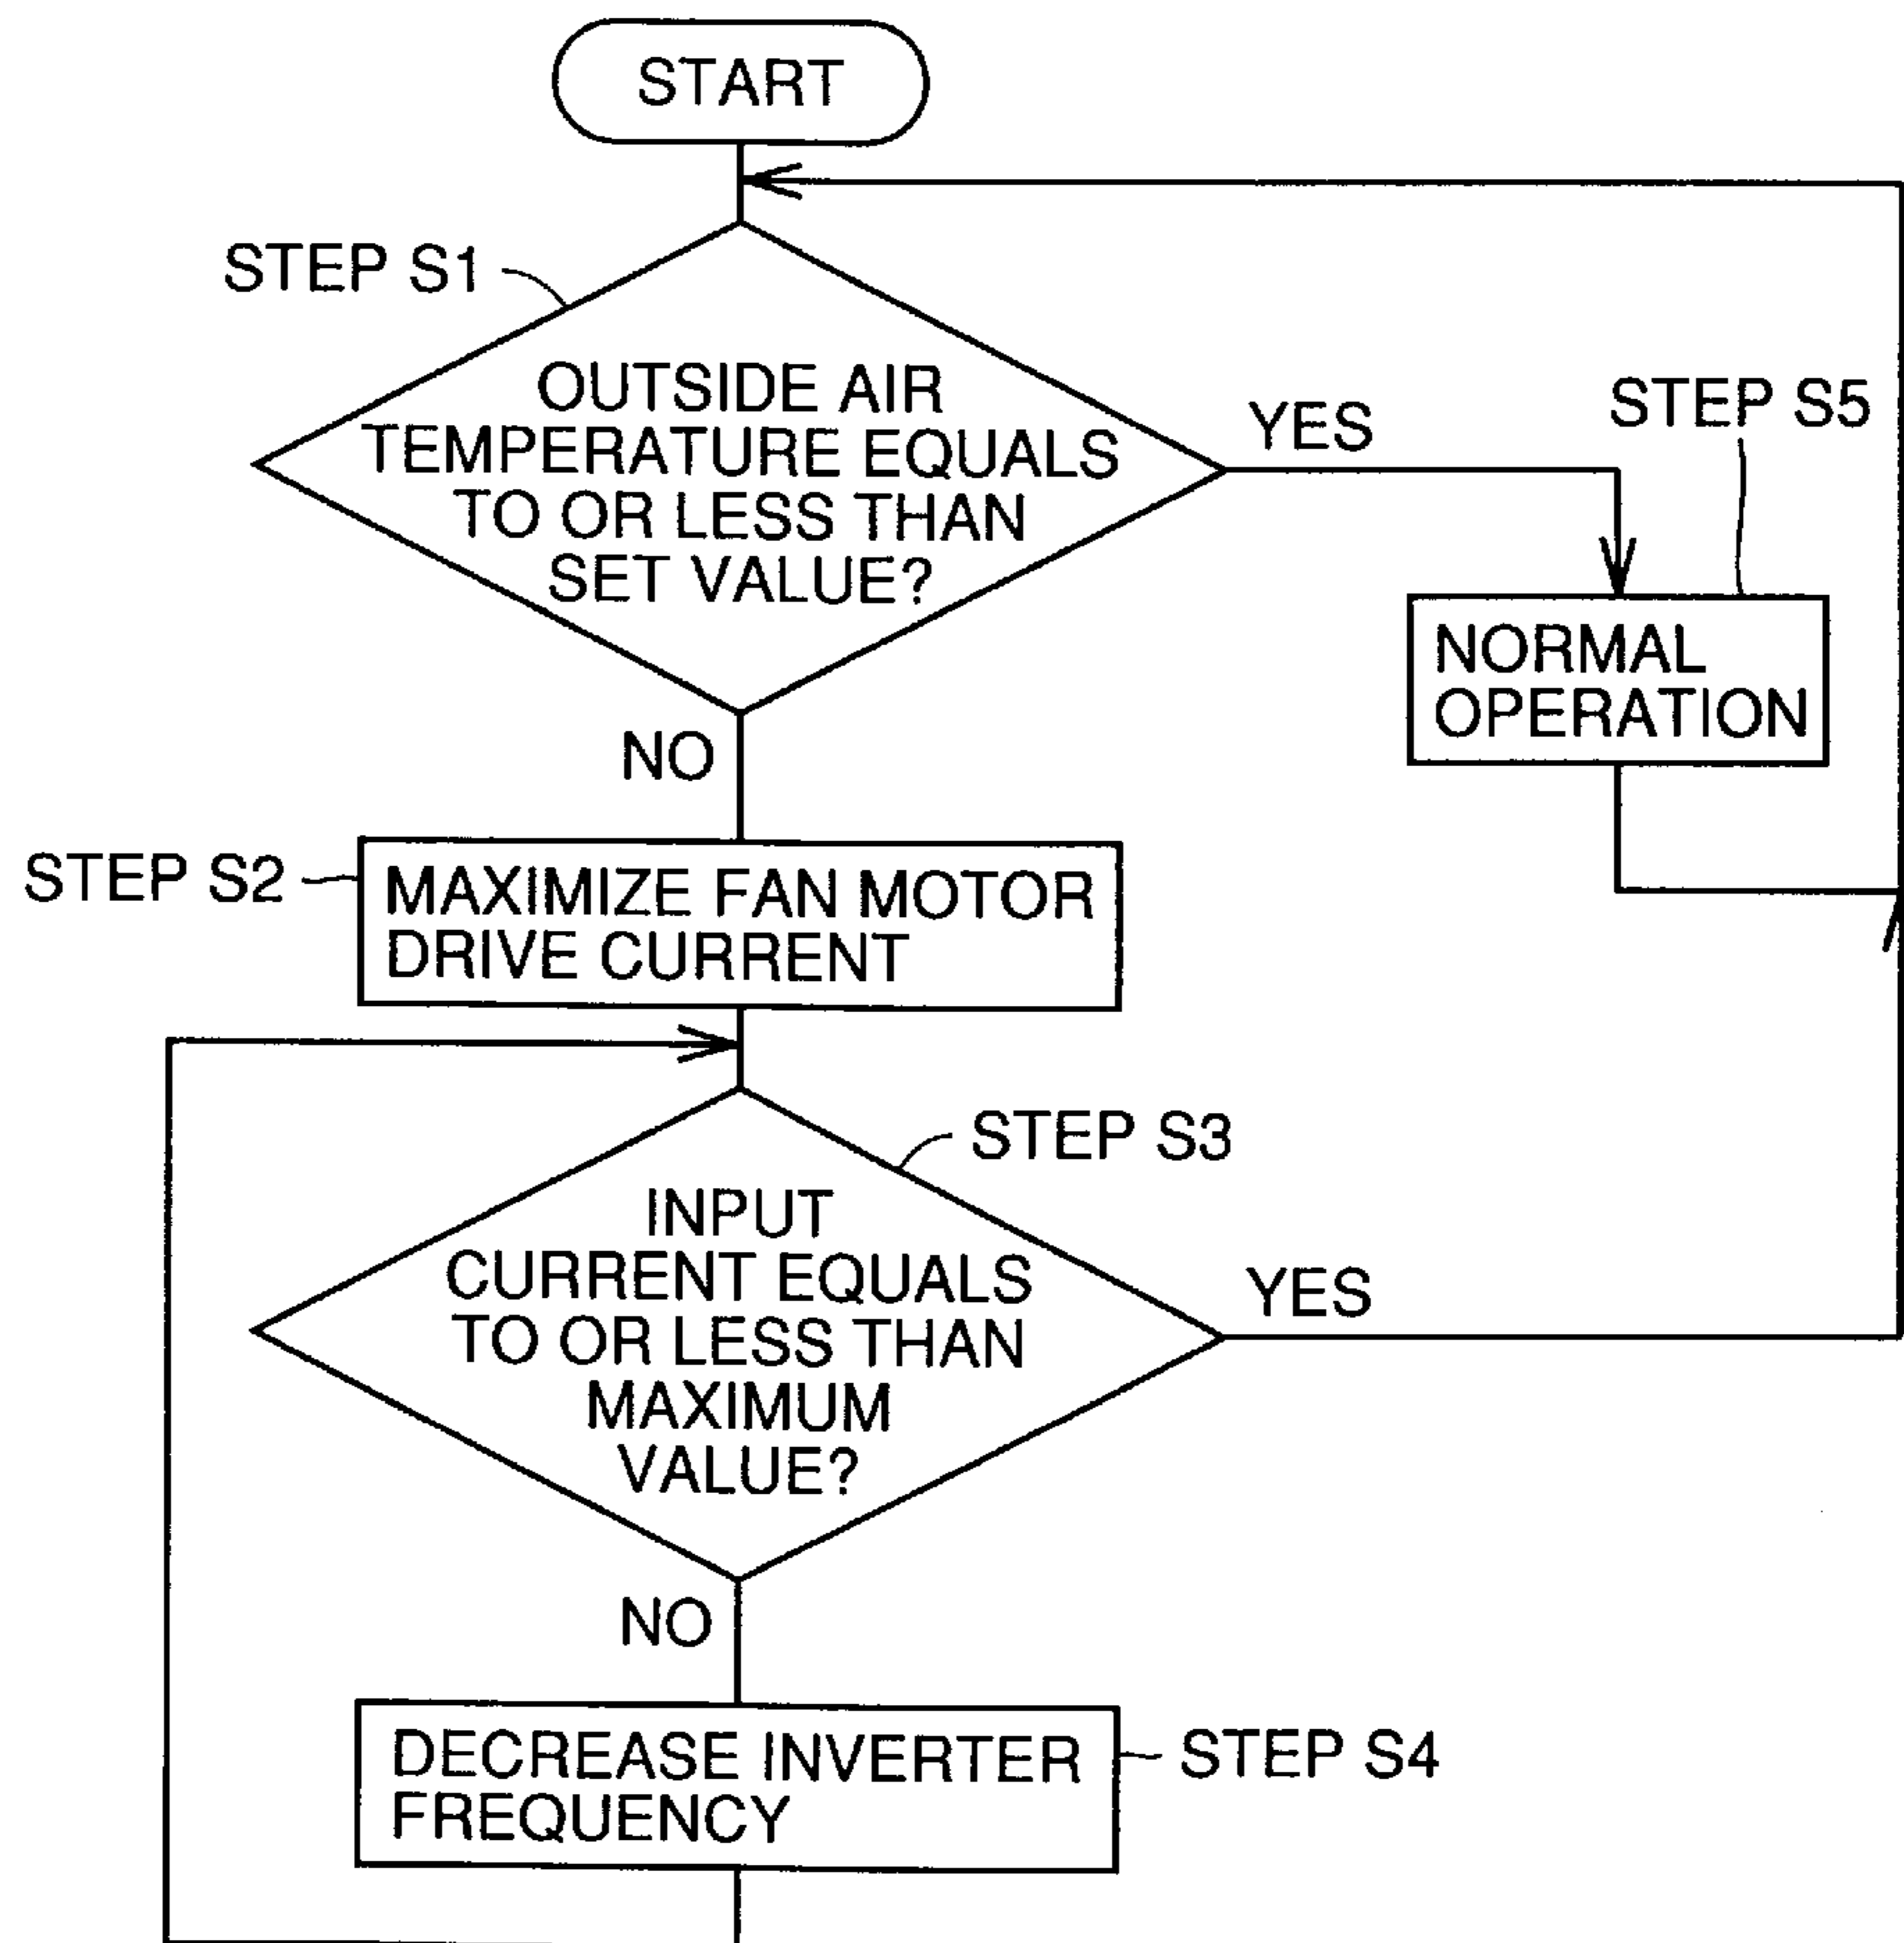 START
STEP S1
OUTSIDE AIR
TEMPERATURE EQUALS
TO OR LESS THAN
SET VALUE?
YES
STEP S5
NORMAL
OPERATION
NO
STEP S2
MAXIMIZE FAN MOTOR
DRIVE CURRENT
STEP S3
INPUT
CURRENT EQUALS
TO OR LESS THAN
MAXIMUM
VALUE?
YES
NO
DECREASE INVERTER
FREQUENCY
STEP S4